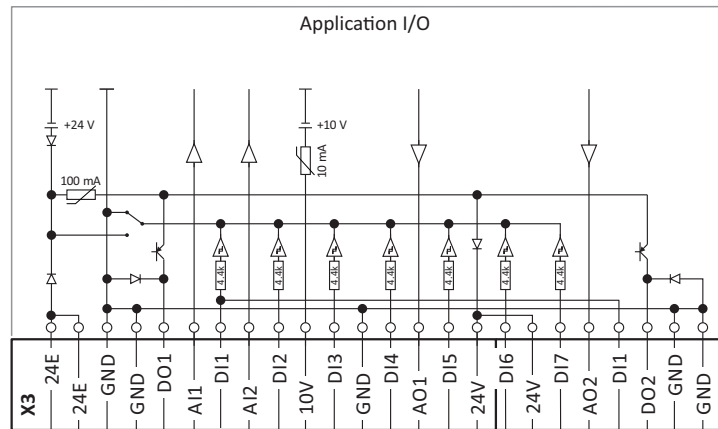 Application I/O
+24 V
+10 V
100 mA
10 mA
4.4k
4.4k
4.4k
4.4k
4.4k
4.4k
4.4k
X3
24E
24E
GND
GND
DO1
AI1
DI1
AI2
DI2
10V
DI3
GND
DI4
AO1
DI5
24V
DI6
24V
DI7
AO2
DI1
DO2
GND
GND